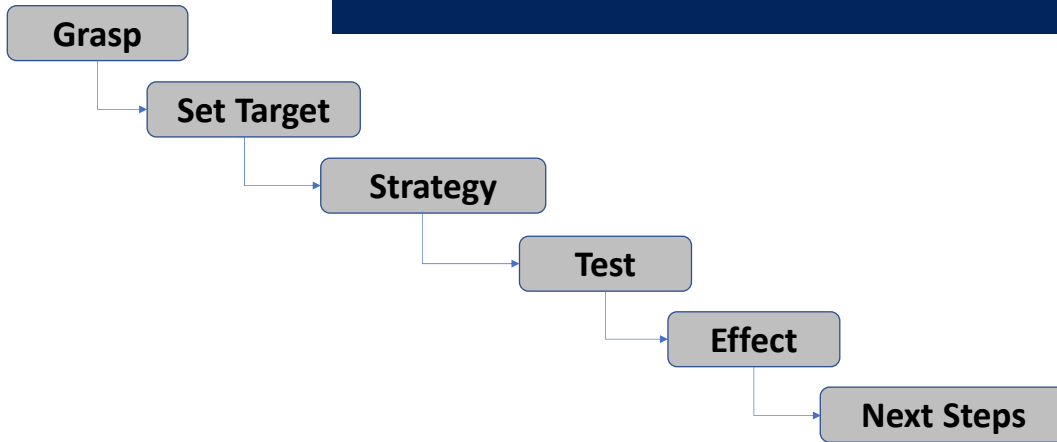 Grasp
Set Target
Strategy
Test
Effect
Next Steps